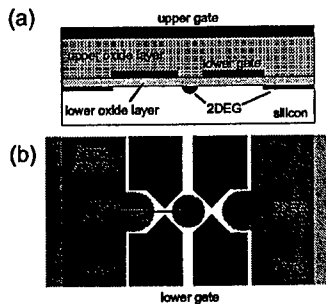 (a)
upper gate
upper oxide layer
lower gate
lower oxide layer
2DEG
silicon
(b)
lower gate